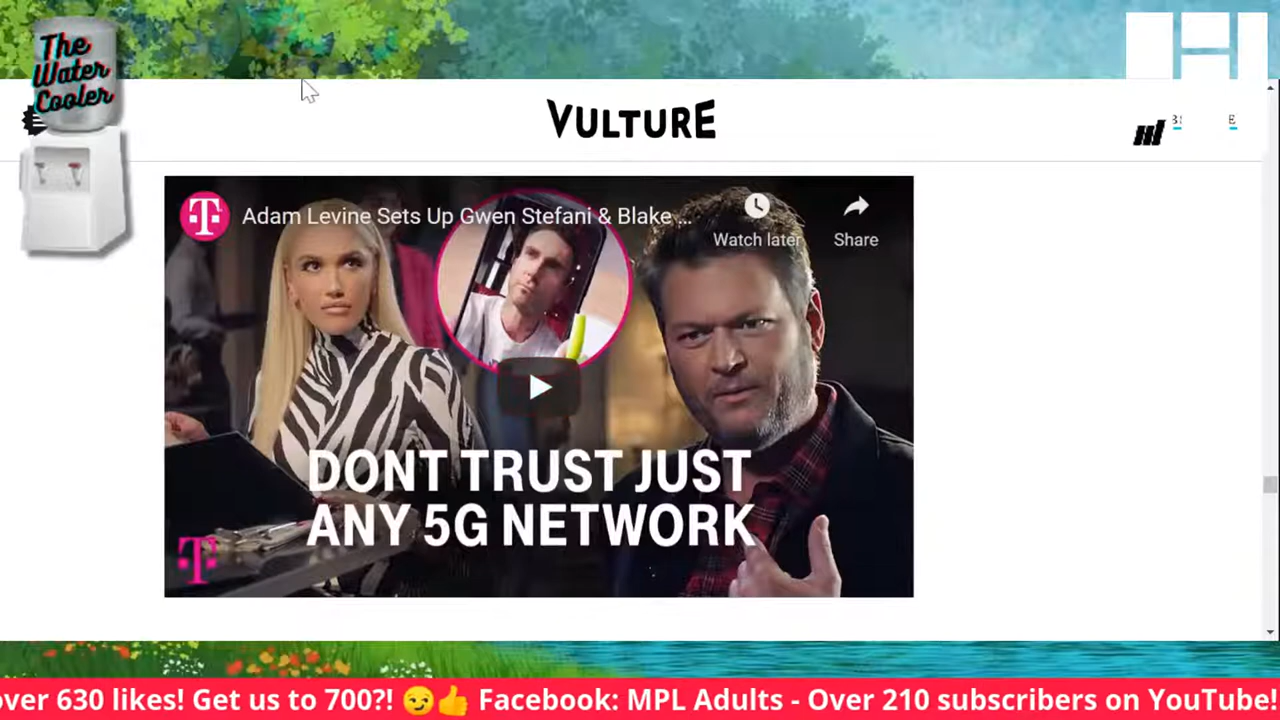 The
Water
Cooler
VULTURE
Adam Levine Sets Up Gwen Stefani & Blake ...
Watch later
Share
DONT TRUST JUST
ANY 5G NETWORK
over 630 likes! Get us to 700?! 😏👍 Facebook: MPL Adults - Over 210 subscribers on YouTube!